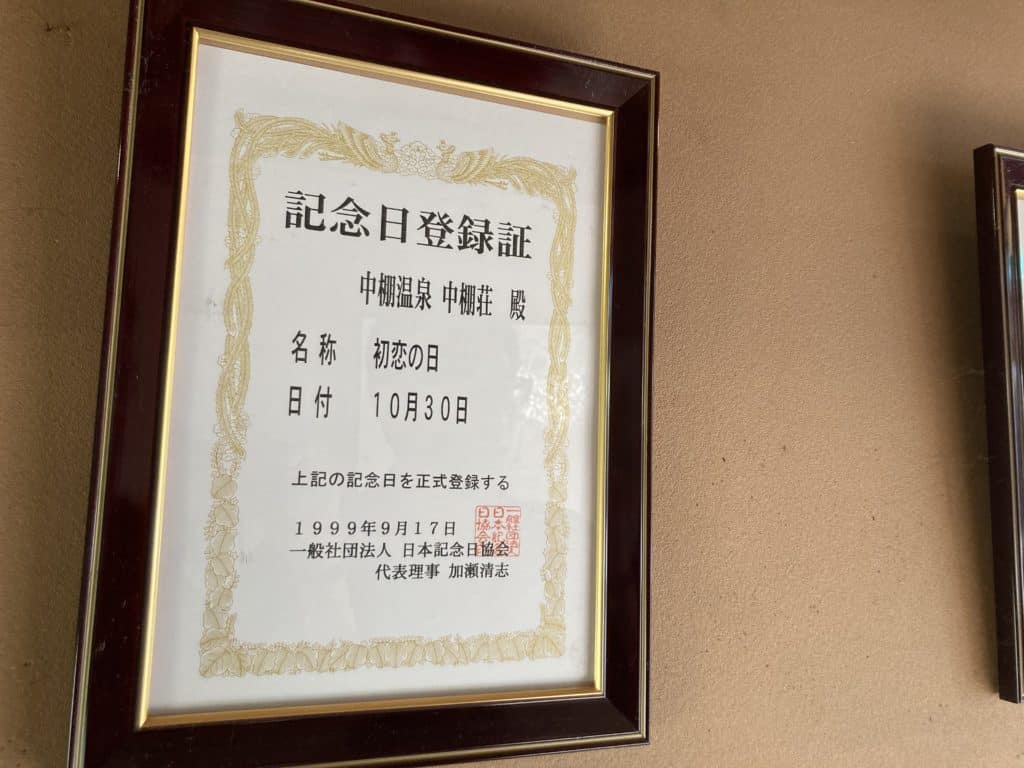 記念日登録証
中棚温泉 中棚荘 殿
名称 初恋の日
日付 10月30日
上記の記念日を正式登録する
1999年9月17日
一般社団法人 日本記念日協会
代表理事 加瀬清志